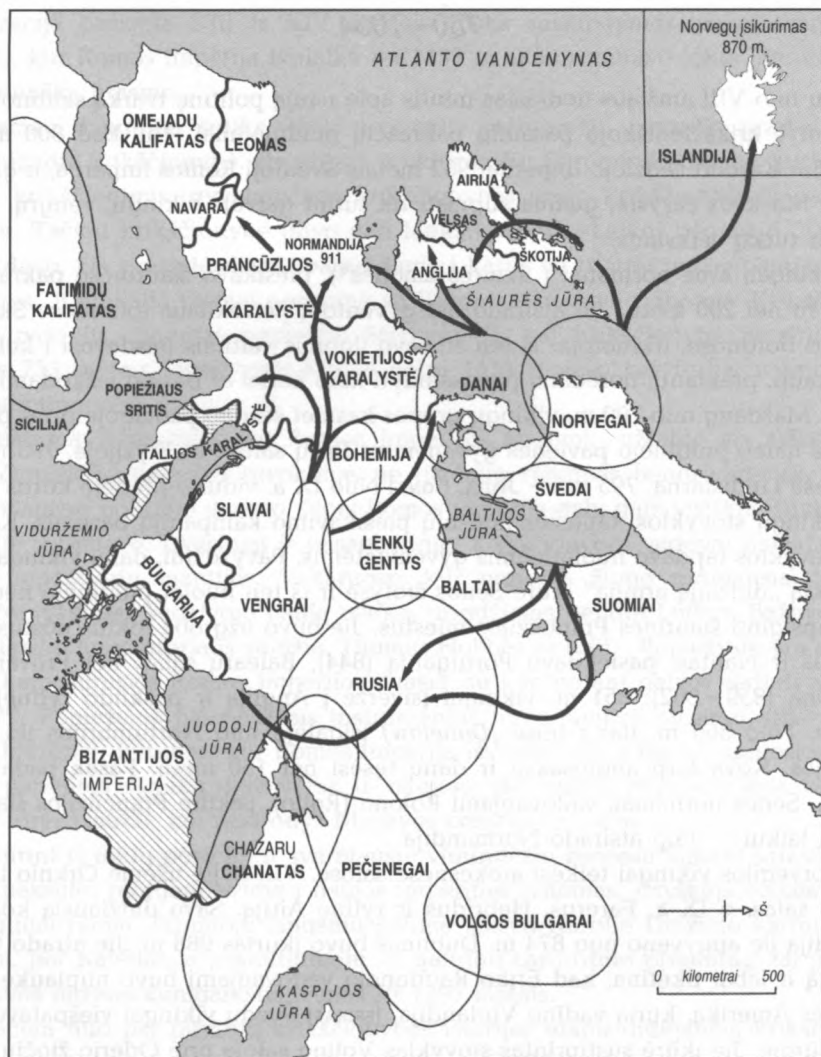 Norvegų įsikūrimas
870 m.
ATLANTO VANDENYNAS
OMEJADŲ
KALIFATAS
LEONAS
ISLANDIJA
AIRIJA
VELSAS
ŠKOTIJA
ANGLIJA
NAVARA
NORMANDIJA
911
PRANCŪZIJOS
KARALYSTĖ
ŠIAURĖS JŪRA
FATIMIDŲ
KALIFATAS
VOKIETIJOS
KARALYSTĖ
DANAI
NORVEGAI
POPIEŽIAUS
SRITIS
SICILIJA
ITALIJOS KARALYSTĖ
BOHEMIJA
ŠVEDAI
SLAVAI
BALTIJOS
JŪRA
VIDURŽEMIO
JŪRA
LENKŲ
GENTYS
BULGARIJA
VENGRAI
BALTAI
SUOMIAI
RUSIA
JUODOJI
JŪRA
BIZANTIJOS
IMPERIJA
CHAZARŲ
CHANATAS
PEČENEGAI
VOLGOS BULGARAI
Š
0 kilometrai 500
KASPIJOS
JŪRA